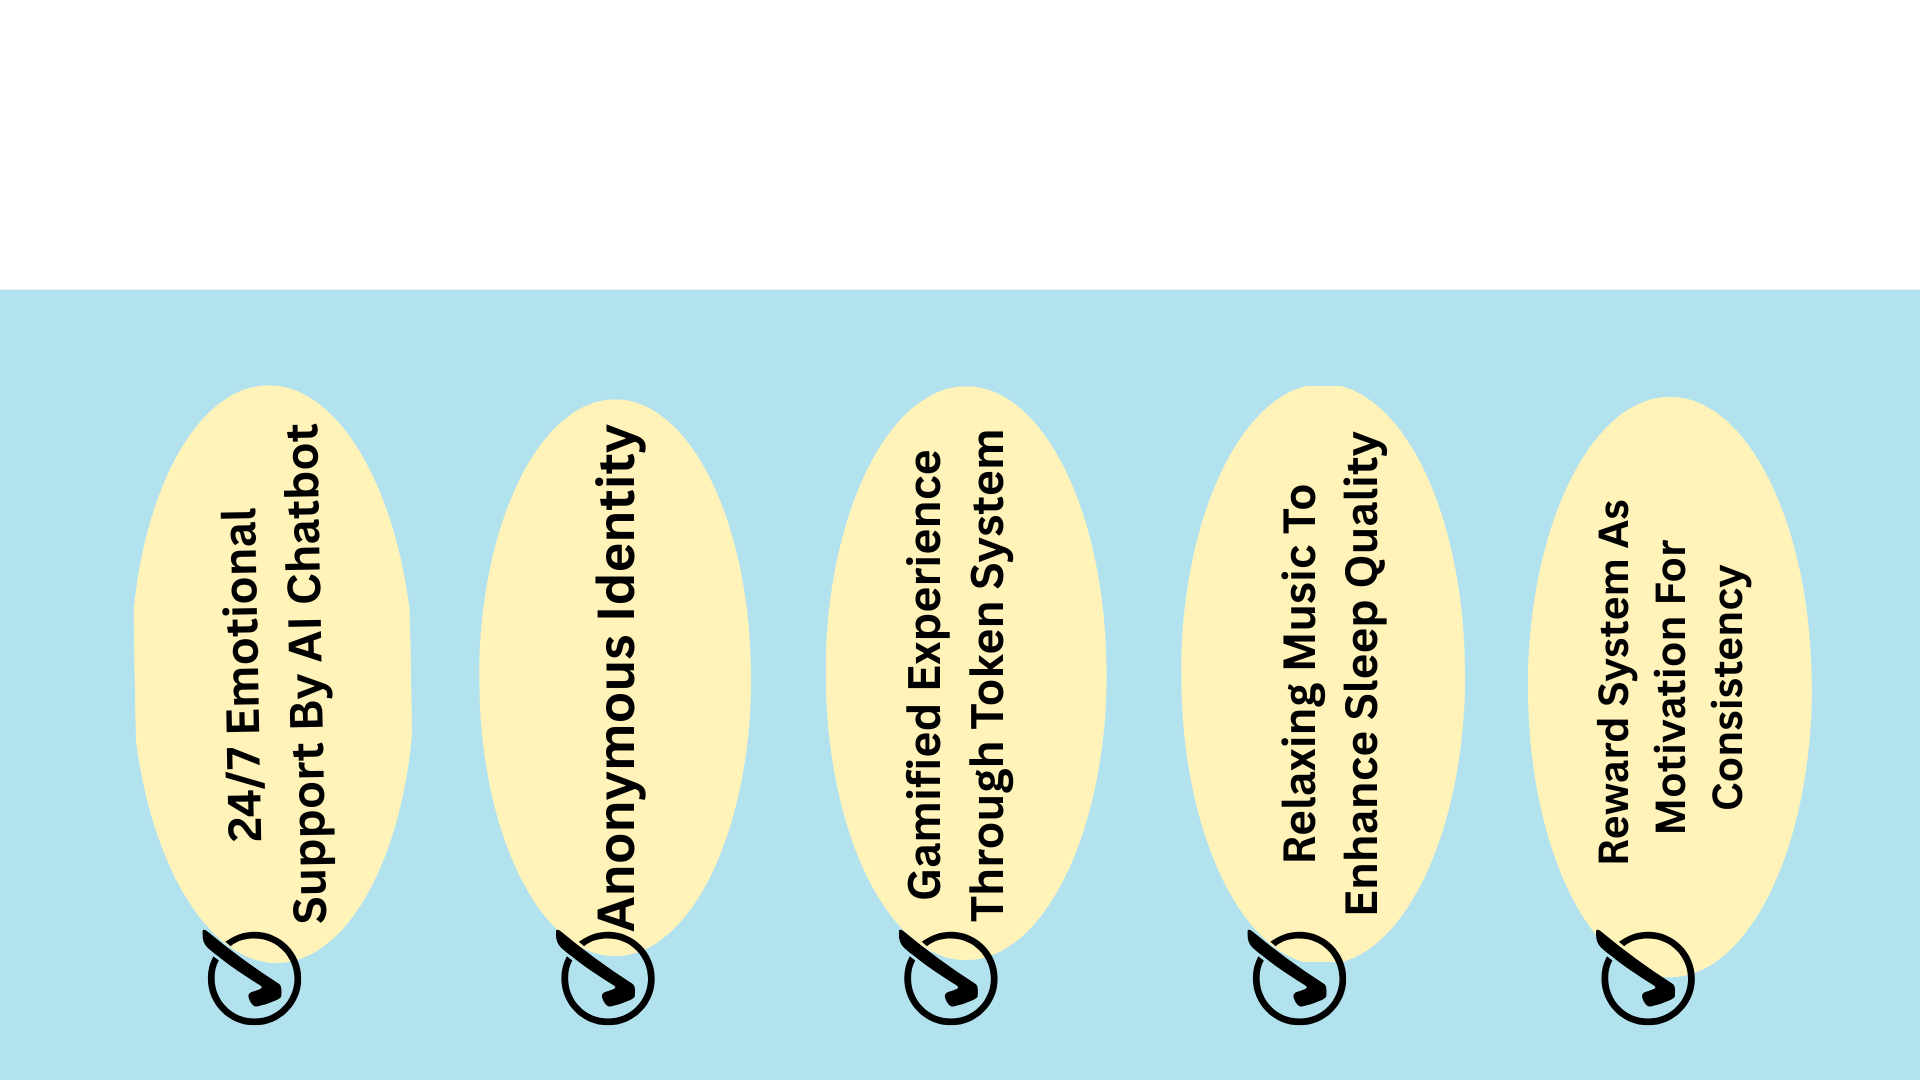 24/7 Emotional
Support By AI Chatbot
Anonymous Identity
Gamified Experience
Through Token System
Relaxing Music To
Enhance Sleep Quality
Reward System As
Motivation For
Consistency